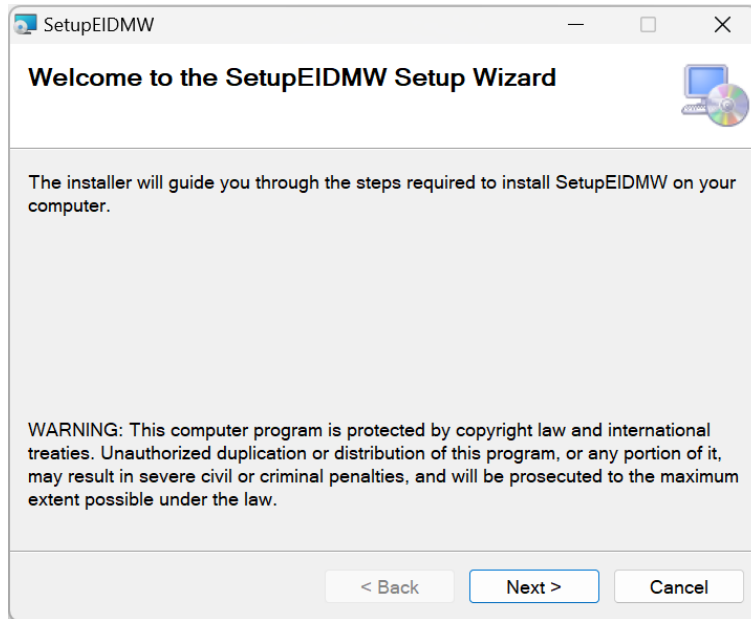 SetupEIDMW
Welcome to the SetupEIDMW Setup Wizard
The installer will guide you through the steps required to install SetupEIDMW on your
computer.
WARNING: This computer program is protected by copyright law and international
treaties. Unauthorized duplication or distribution of this program, or any portion of it,
may result in severe civil or criminal penalties, and will be prosecuted to the maximum
extent possible under the law.
< Back
Next >
Cancel